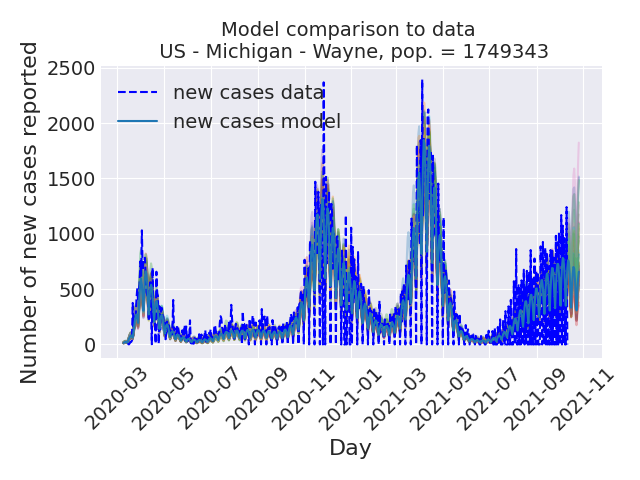 Model comparison to data
US - Michigan - Wayne, pop. = 1749343
Number of new cases reported
2500
2000
1500
1000
500
0
new cases data
new cases model
2020-03
2020-05
2020-07
2020-09
2020-11
2021-01
2021-03
2021-05
2021-07
2021-09
2021-11
Day